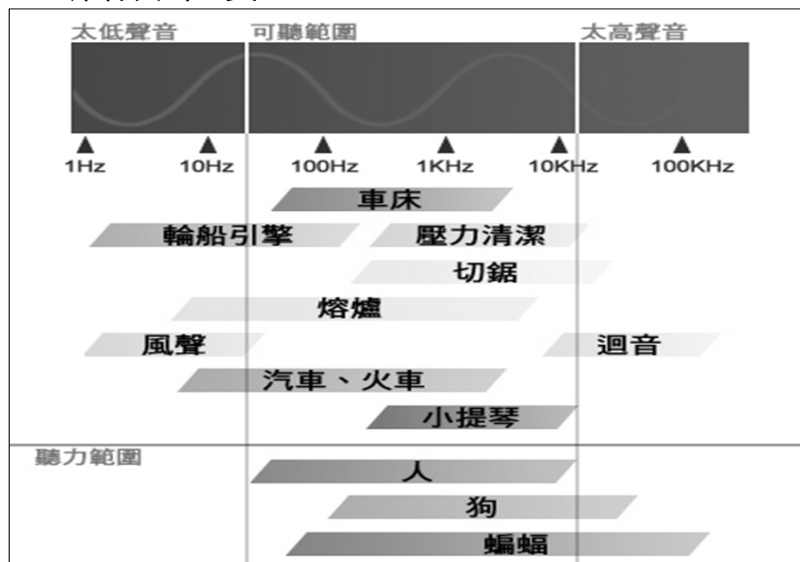 太低聲音 可聽範圍 太高聲音
1Hz 10Hz 100Hz 1KHz 10KHz 100KHz
車床
輪船引擎 壓力清潔
切鋸
熔爐
風聲 迴音
汽車、火車
小提琴
聽力範圍
人
狗
蝙蝠